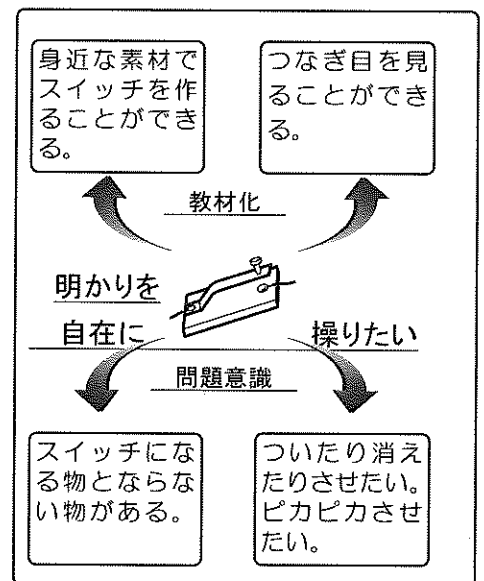 身近な素材で
スイッチを作
ることができ
る。
つなぎ目を見
ることができ
る。
教材化
明かりを
自在に　操りたい
問題意識
スイッチにな
る物とならな
い物がある。
ついたり消え
たりさせたい。
ピカピカさせ
たい。